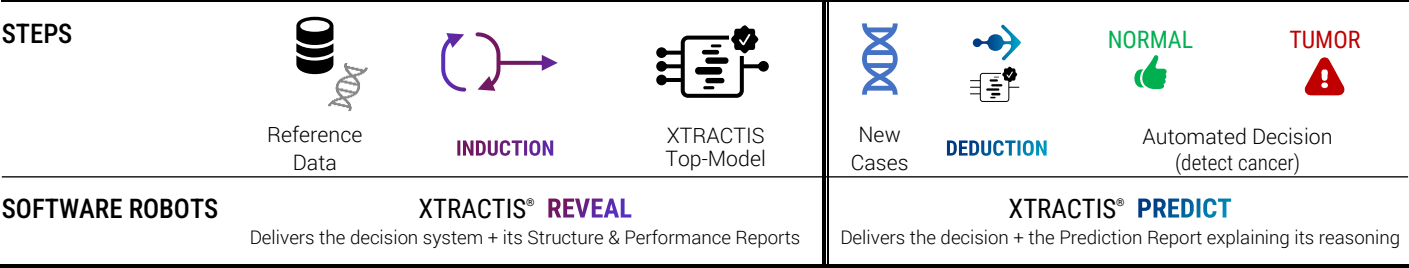 STEPS
Reference
Data
INDUCTION
XTRACTIS
Top-Model
New
Cases
DEDUCTION
NORMAL
TUMOR
Automated Decision
(detect cancer)
SOFTWARE ROBOTS
XTRACTIS® REVEAL
Delivers the decision system + its Structure & Performance Reports
XTRACTIS® PREDICT
Delivers the decision + the Prediction Report explaining its reasoning